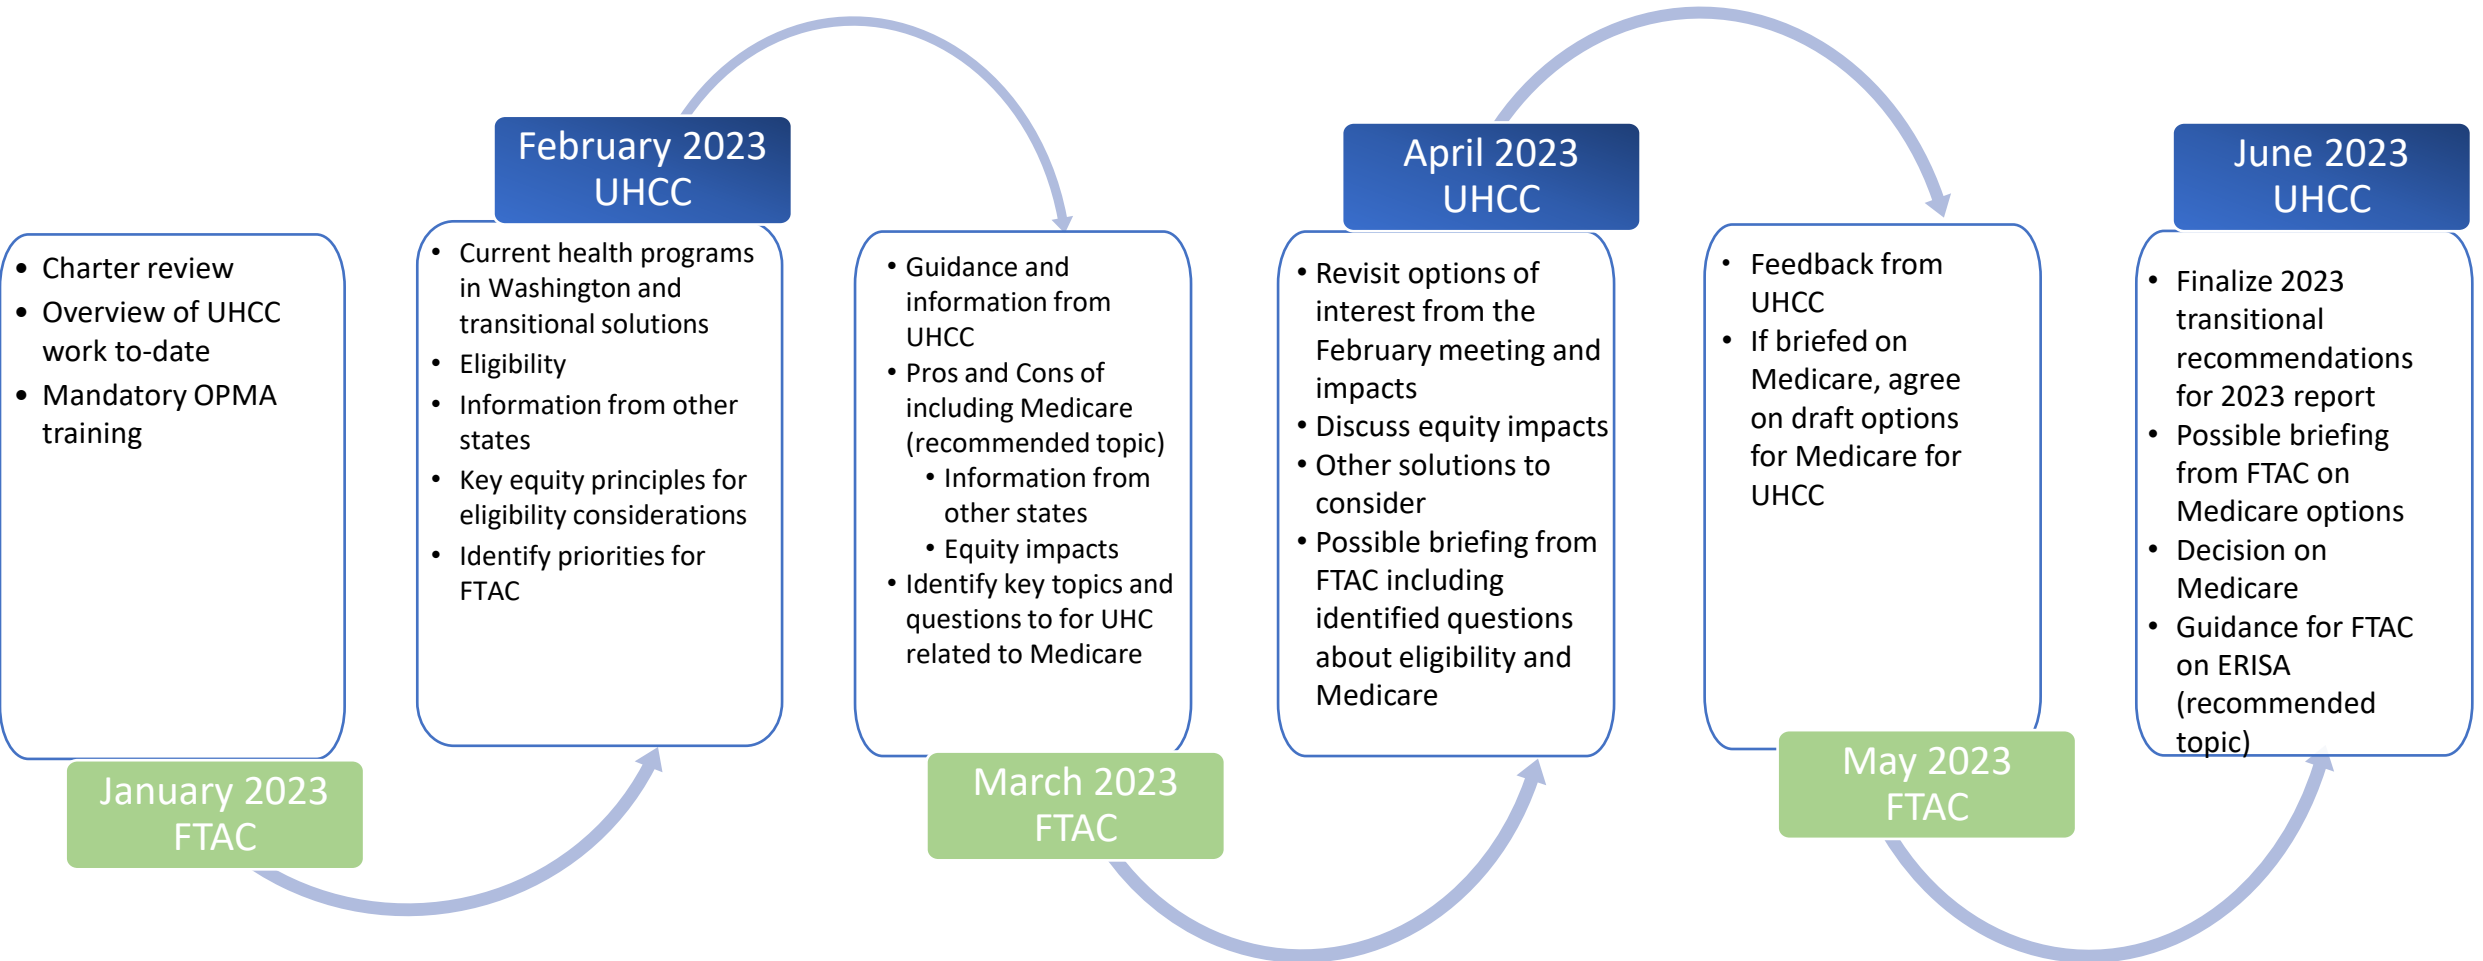 • Charter review
• Overview of UHCC
work to-date
• Mandatory OPMA
training
January 2023
FTAC
February 2023
UHCC
• Current health programs
in Washington and
transitional solutions
• Eligibility
• Information from other
states
• Key equity principles for
eligibility considerations
• Identify priorities for
FTAC
• Guidance and
information from
UHCC
• Pros and Cons of
including Medicare
(recommended topic)
• Information from
other states
• Equity impacts
• Identify key topics and
questions to for UHC
related to Medicare
March 2023
FTAC
April 2023
UHCC
• Revisit options of
interest from the
February meeting and
impacts
• Discuss equity impacts
• Other solutions to
consider
• Possible briefing from
FTAC including
identified questions
about eligibility and
Medicare
• Feedback from
UHCC
• If briefed on
Medicare, agree
on draft options
for Medicare for
UHCC
May 2023
FTAC
June 2023
UHCC
• Finalize 2023
transitional
recommendations
for 2023 report
• Possible briefing
from FTAC on
Medicare options
• Decision on
Medicare
• Guidance for FTAC
on ERISA
(recommended
topic)